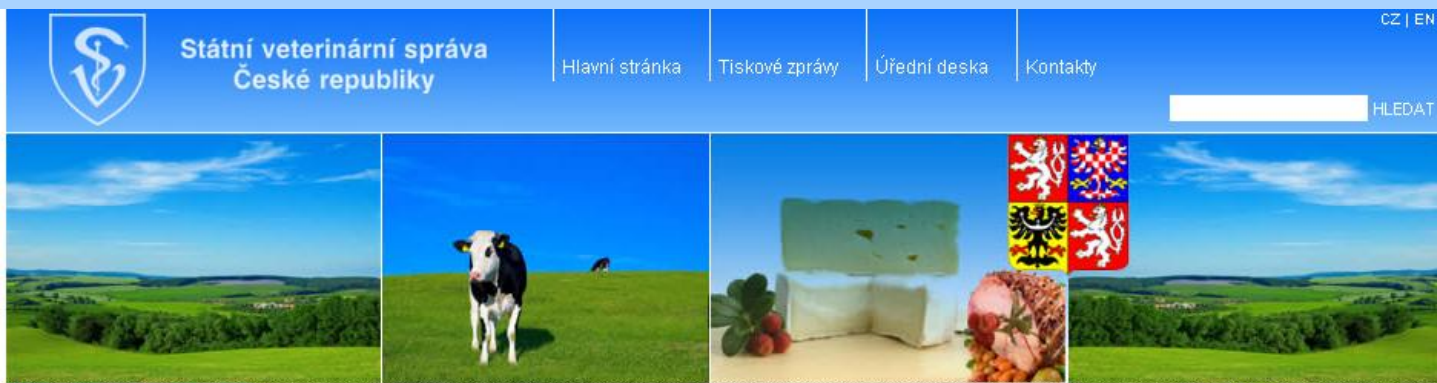 CZ | EN
Státní veterinární správa
České republiky
Hlavní stránka
Tiskové zprávy
Úřední deska
Kontakty
HLEDAT